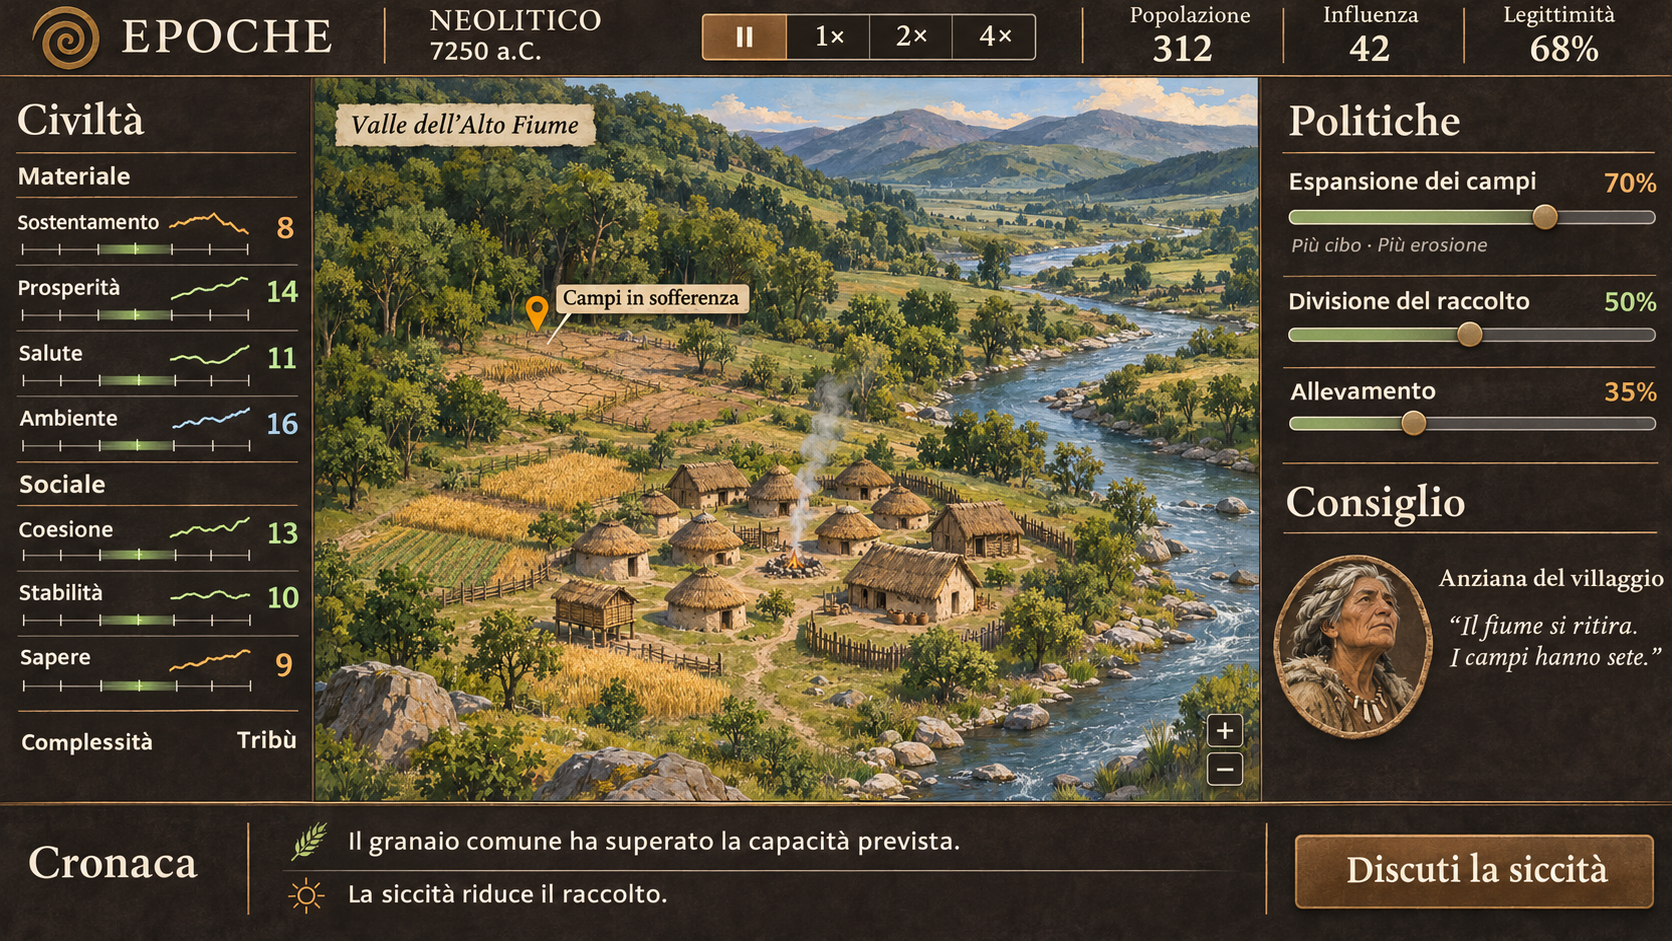 EPOCHE
NEOLITICO
7250 a.C.
1×
2×
4×
Popolazione
312
Influenza
42
Legittimità
68%
Civiltà
Materiale
Sostentamento 8
Prosperità 14
Salute 11
Ambiente 16
Sociale
Coesione 13
Stabilità 10
Sapere 9
Complessità Tribù
Valle dell'Alto Fiume
Campi in sofferenza
+
−
Politiche
Espansione dei campi 70%
Più cibo · Più erosione
Divisione del raccolto 50%
Allevamento 35%
Consiglio
Anziana del villaggio
“Il fiume si ritira.
I campi hanno sete.”
Cronaca
Il granaio comune ha superato la capacità prevista.
La siccità riduce il raccolto.
Discuti la siccità